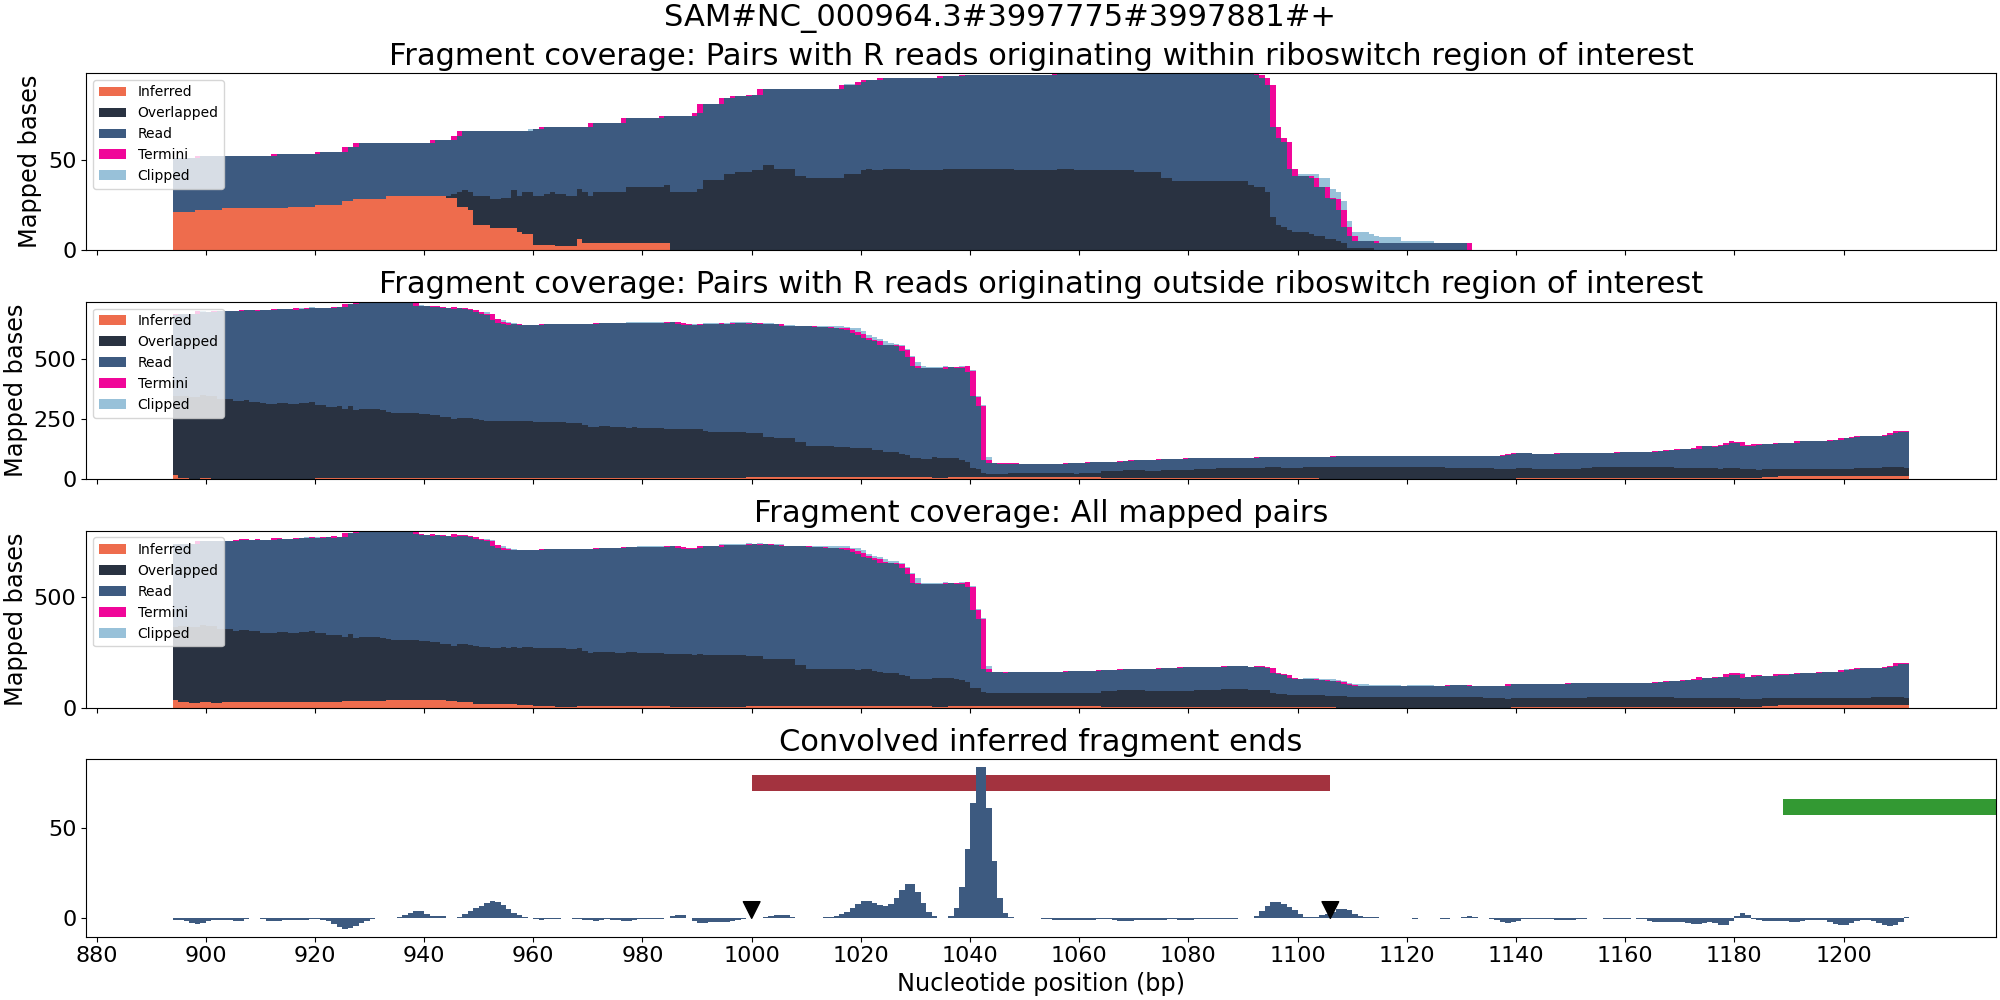 SAM#NC_000964.3#3997775#3997881#+
Fragment coverage: Pairs with R reads originating within riboswitch region of interest
Mapped bases
50
0
Inferred
Overlapped
Read
Termini
Clipped
Fragment coverage: Pairs with R reads originating outside riboswitch region of interest
Mapped bases
500
250
0
Inferred
Overlapped
Read
Termini
Clipped
Fragment coverage: All mapped pairs
Mapped bases
500
0
Inferred
Overlapped
Read
Termini
Clipped
Convolved inferred fragment ends
50
0
880 900 920 940 960 980 1000 1020 1040 1060 1080 1100 1120 1140 1160 1180 1200
Nucleotide position (bp)